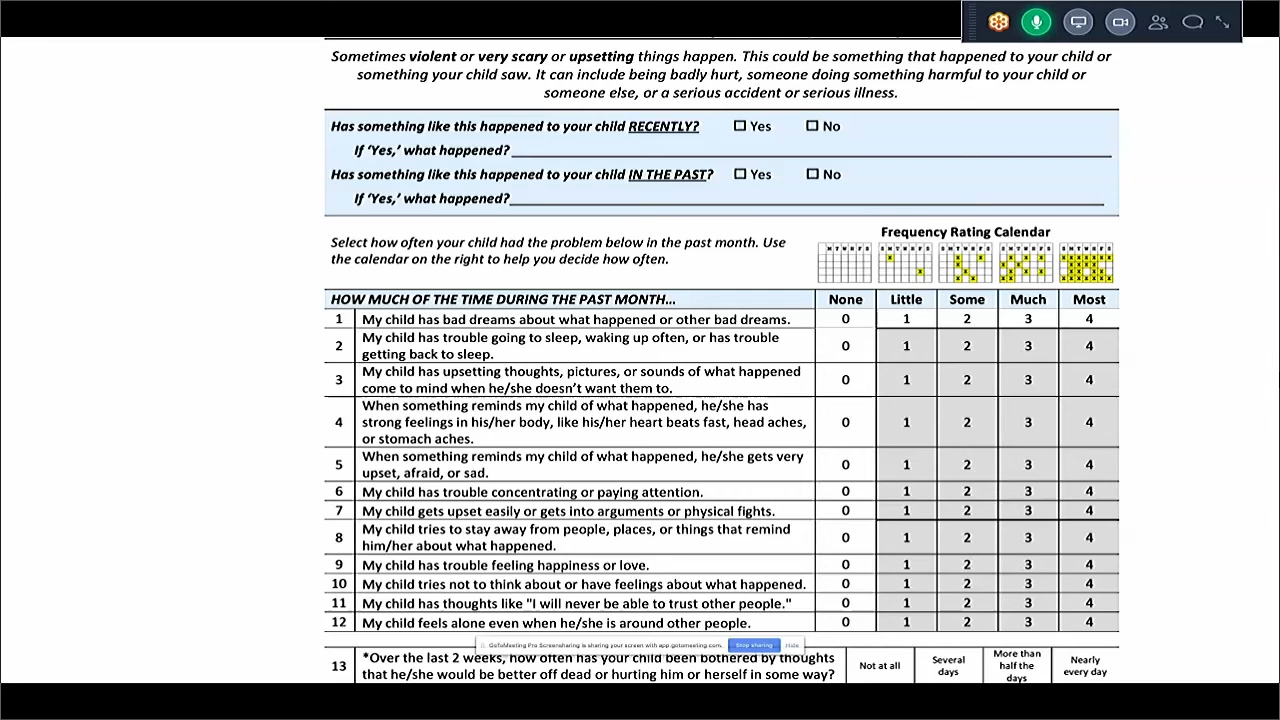 Sometimes violent or very scary or upsetting things happen. This could be something that happened to your child or
something your child saw. It can include being badly hurt, someone doing something harmful to your child or
someone else, or a serious accident or serious illness.
Has something like this happened to your child RECENTLY? ☐ Yes ☐ No
If ‘Yes,’ what happened?
Has something like this happened to your child IN THE PAST? ☐ Yes ☐ No
If ‘Yes,’ what happened?
Frequency Rating Calendar
Select how often your child had the problem below in the past month. Use
the calendar on the right to help you decide how often.
HOW MUCH OF THE TIME DURING THE PAST MONTH... None Little Some Much Most
1 My child has bad dreams about what happened or other bad dreams. 0 1 2 3 4
2 My child has trouble going to sleep, waking up often, or has trouble
getting back to sleep. 0 1 2 3 4
3 My child has upsetting thoughts, pictures, or sounds of what happened
come to mind when he/she doesn’t want them to. 0 1 2 3 4
4 When something reminds my child of what happened, he/she has
strong feelings in his/her body, like his/her heart beats fast, head aches,
or stomach aches. 0 1 2 3 4
5 When something reminds my child of what happened, he/she gets very
upset, afraid, or sad. 0 1 2 3 4
6 My child has trouble concentrating or paying attention. 0 1 2 3 4
7 My child gets upset easily or gets into arguments or physical fights. 0 1 2 3 4
8 My child tries to stay away from people, places, or things that remind
him/her about what happened. 0 1 2 3 4
9 My child has trouble feeling happiness or love. 0 1 2 3 4
10 My child tries not to think about or have feelings about what happened. 0 1 2 3 4
11 My child has thoughts like "I will never be able to trust other people." 0 1 2 3 4
12 My child feels alone even when he/she is around other people. 0 1 2 3 4
GoToMeeting Pro Screensharing is sharing your screen with app.gotomeeting.com. Stop sharing Hide
13 *Over the last 2 weeks, how often has your child been bothered by thoughts
that he/she would be better off dead or hurting him or herself in some way?
Not at all
Several
days
More than
half the
days
Nearly
every day